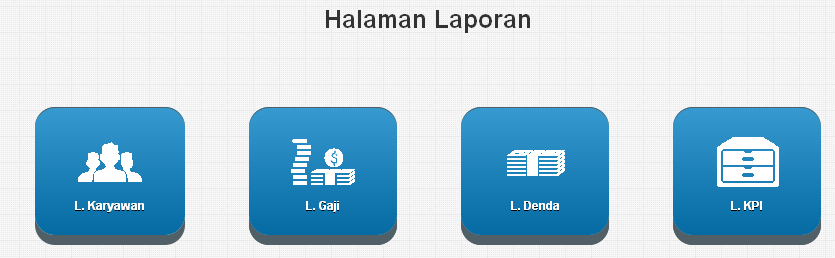 Halaman Laporan
L. Karyawan
L. Gaji
L. Denda
L. KPI